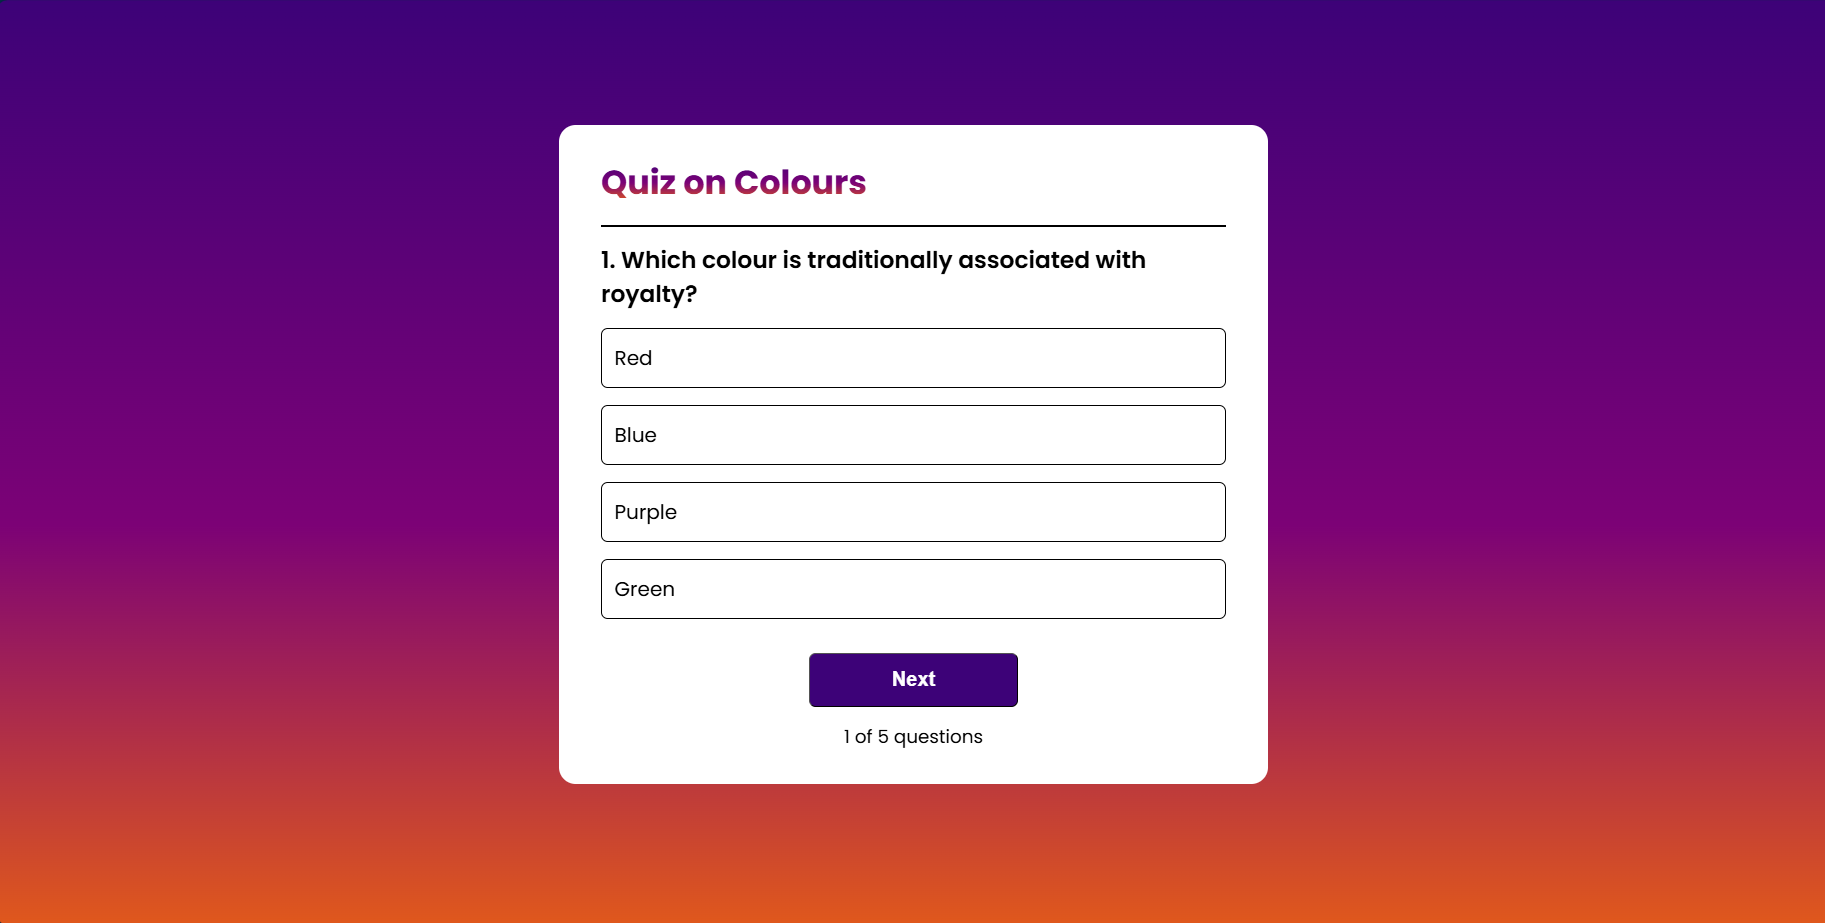 Quiz on Colours
1. Which colour is traditionally associated with
royalty?
Red
Blue
Purple
Green
Next
1 of 5 questions